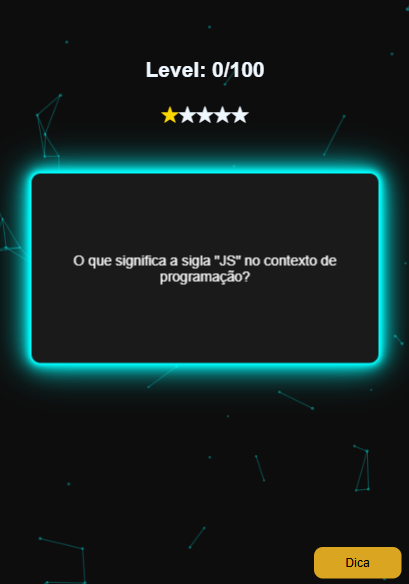 Level: 0/100
O que significa a sigla "JS" no contexto de
programação?
Dica